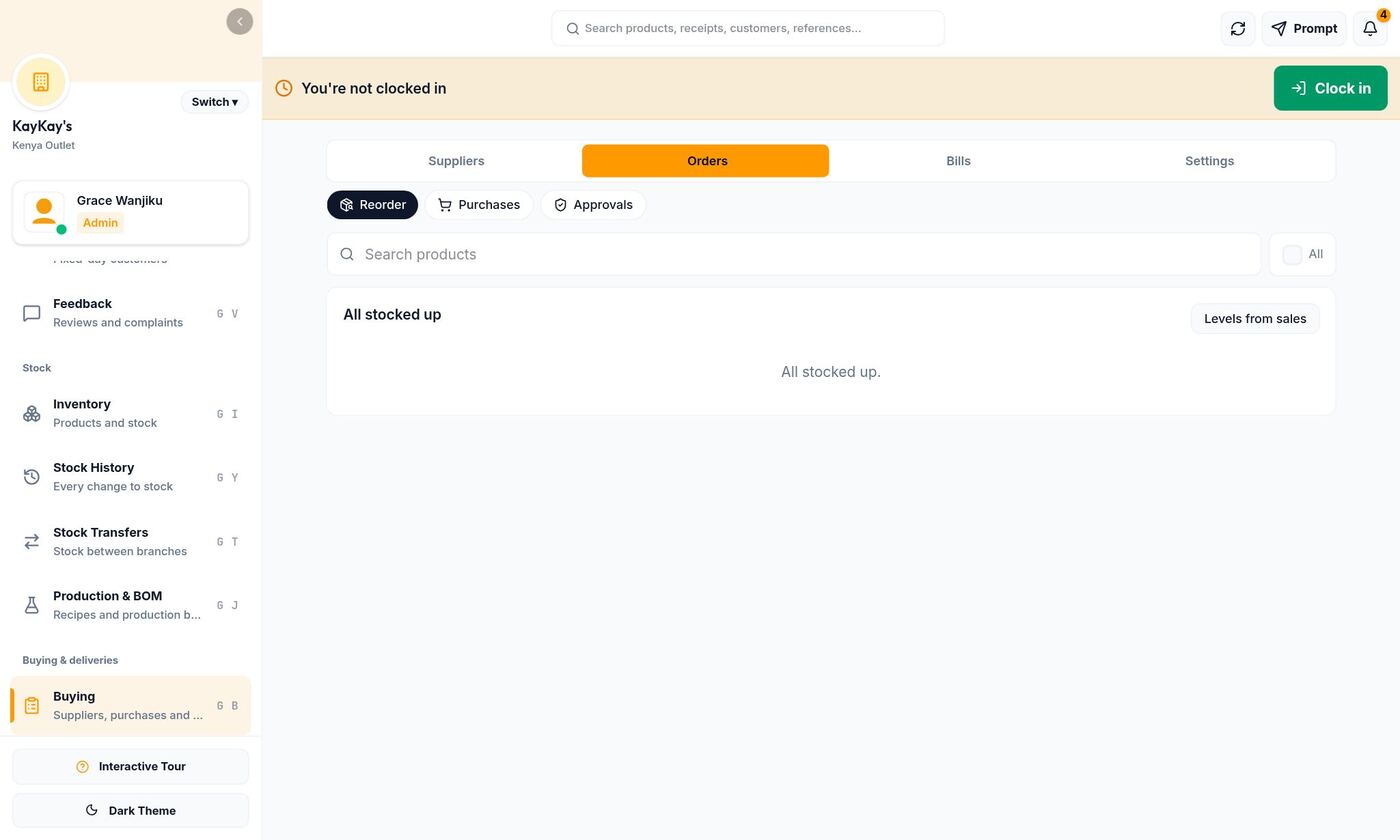 Search products, receipts, customers, references...
Prompt
4
You're not clocked in
Clock in
Switch ▾
KayKay's
Kenya Outlet
Grace Wanjiku
Admin
Fixed-day customers
Feedback
Reviews and complaints
G V
Stock
Inventory
Products and stock
G I
Stock History
Every change to stock
G Y
Stock Transfers
Stock between branches
G T
Production & BOM
Recipes and production b...
G J
Buying & deliveries
Buying
Suppliers, purchases and ...
G B
Interactive Tour
Dark Theme
Suppliers
Orders
Bills
Settings
Reorder
Purchases
Approvals
Search products
All
All stocked up
Levels from sales
All stocked up.